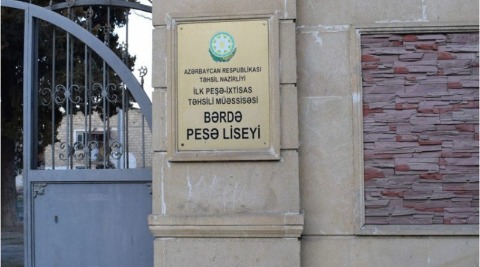 AZƏRBAYCAN RESPUBLİKASI
TƏHSİL NAZİRLİYİ
İLK PEŞƏ-İXTİSAS
TƏHSİLİ MÜƏSSİSƏSİ
BƏRDƏ
PEŞƏ LİSEYİ